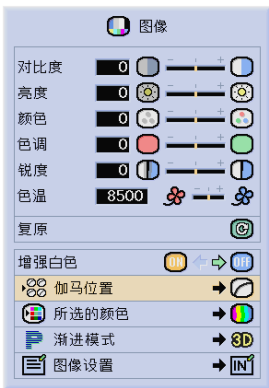 图像
对比度 0 - +
亮度 0 - +
颜色 0 - +
色调 0 - +
锐度 0 - +
色温 8500 - +
复原
增强白色 ON OFF
伽马位置
所选的颜色
P 渐进模式 3D
图像设置 IN